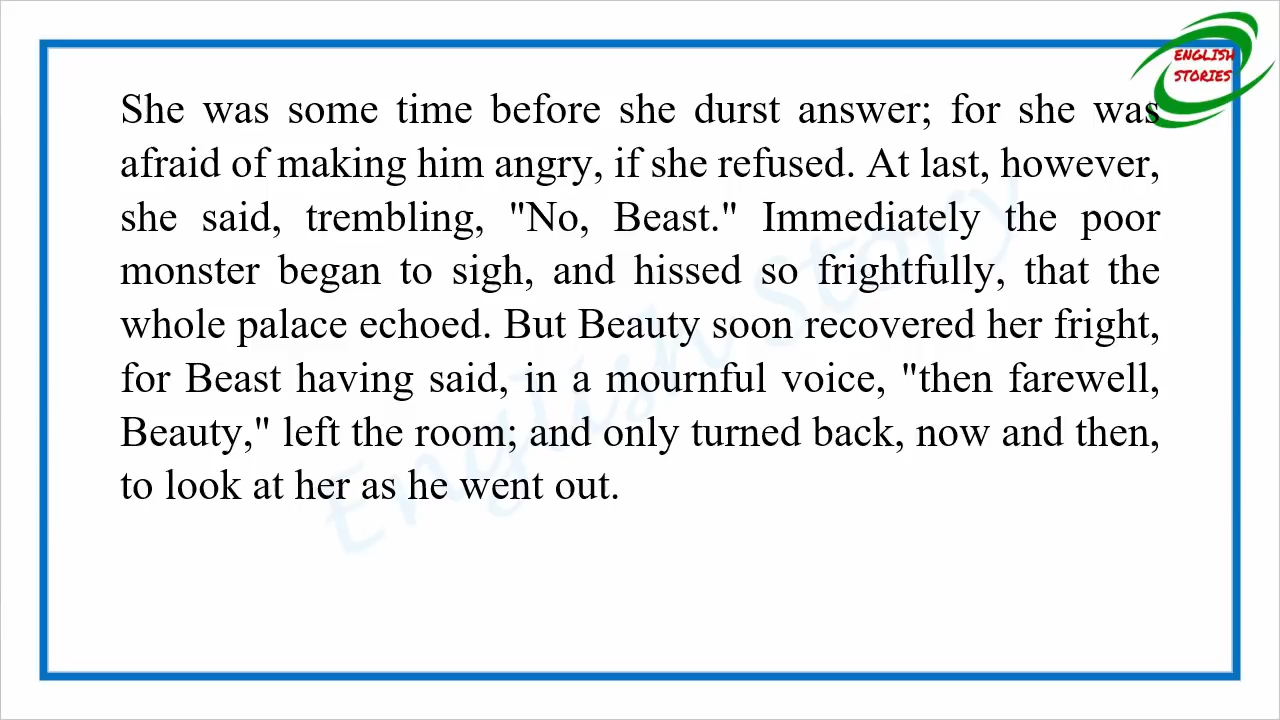 ENGLISH
STORIES
She was some time before she durst answer; for she was
afraid of making him angry, if she refused. At last, however,
she said, trembling, "No, Beast." Immediately the poor
monster began to sigh, and hissed so frightfully, that the
whole palace echoed. But Beauty soon recovered her fright,
for Beast having said, in a mournful voice, "then farewell,
Beauty," left the room; and only turned back, now and then,
to look at her as he went out.
English Story